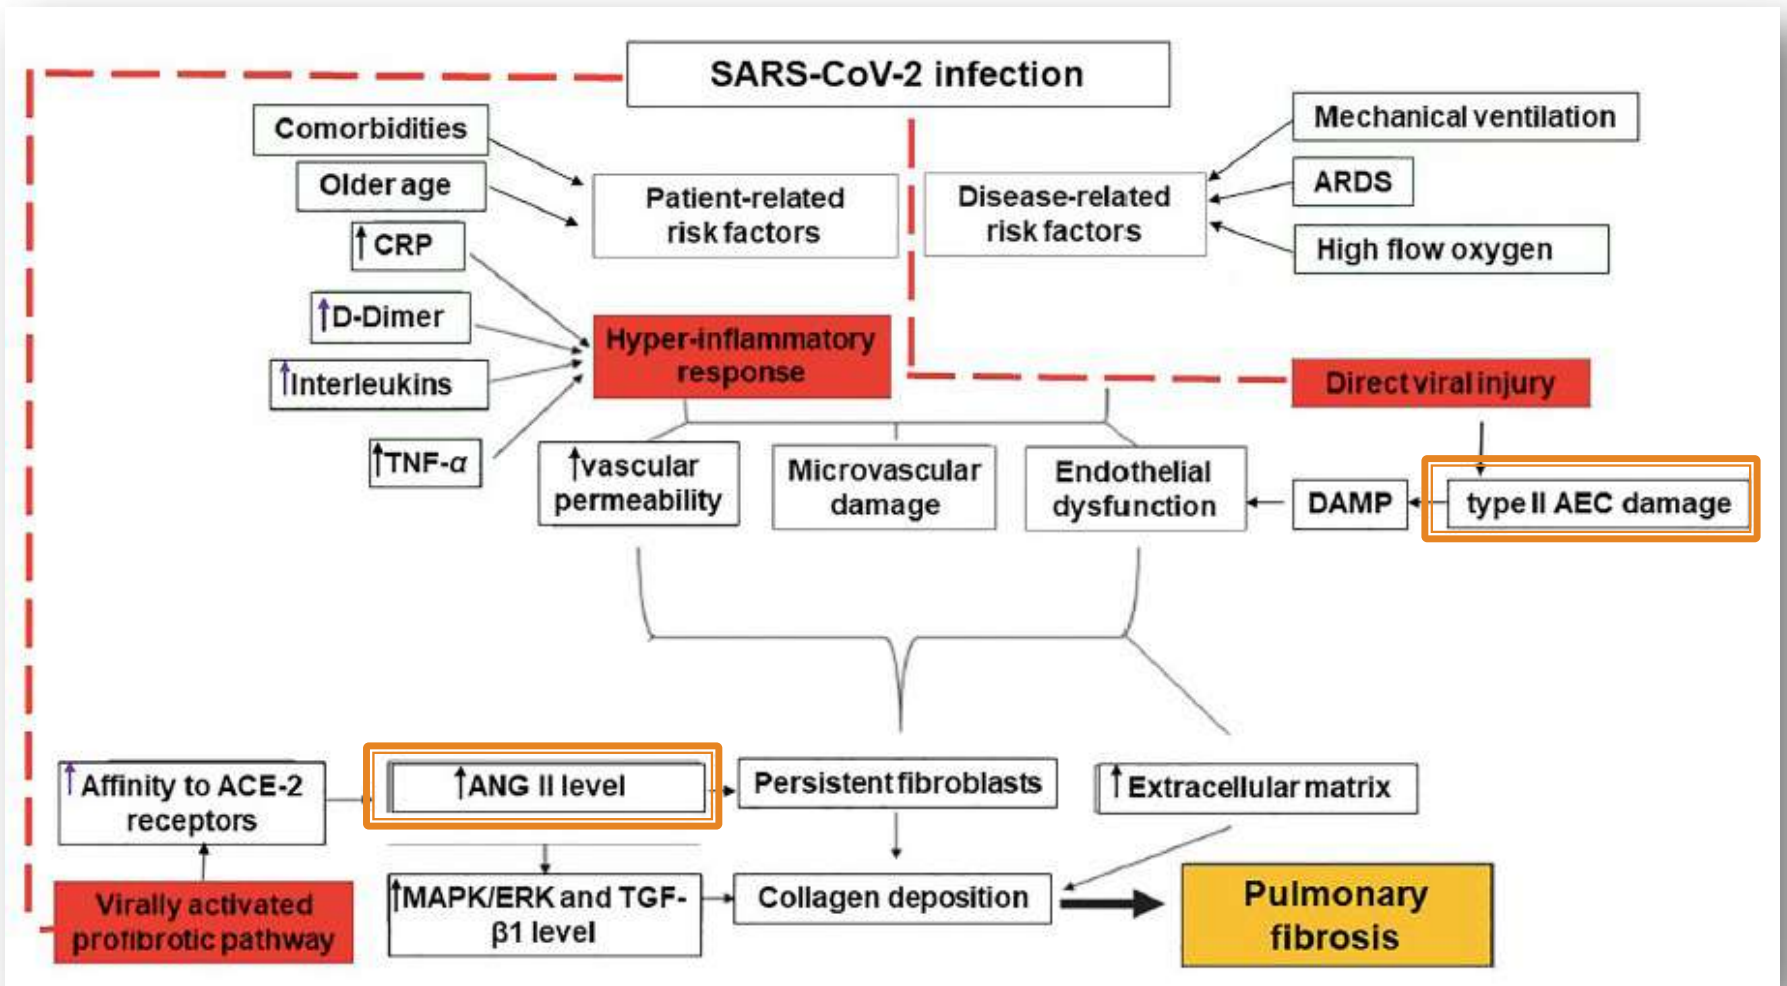 SARS-CoV-2 infection
Comorbidities
Older age
↑CRP
↑D-Dimer
↑Interleukins
↑TNF-α
Patient-related
risk factors
Disease-related
risk factors
Mechanical ventilation
ARDS
High flow oxygen
Hyper-inflammatory
response
Direct viral injury
↑vascular
permeability
Microvascular
damage
Endothelial
dysfunction
DAMP
type II AEC damage
↑Affinity to ACE-2
receptors
↑ANG II level
Persistent fibroblasts
↑Extracellular matrix
Virally activated
profibrotic pathway
↑MAPK/ERK and TGF-
β1 level
Collagen deposition
Pulmonary
fibrosis